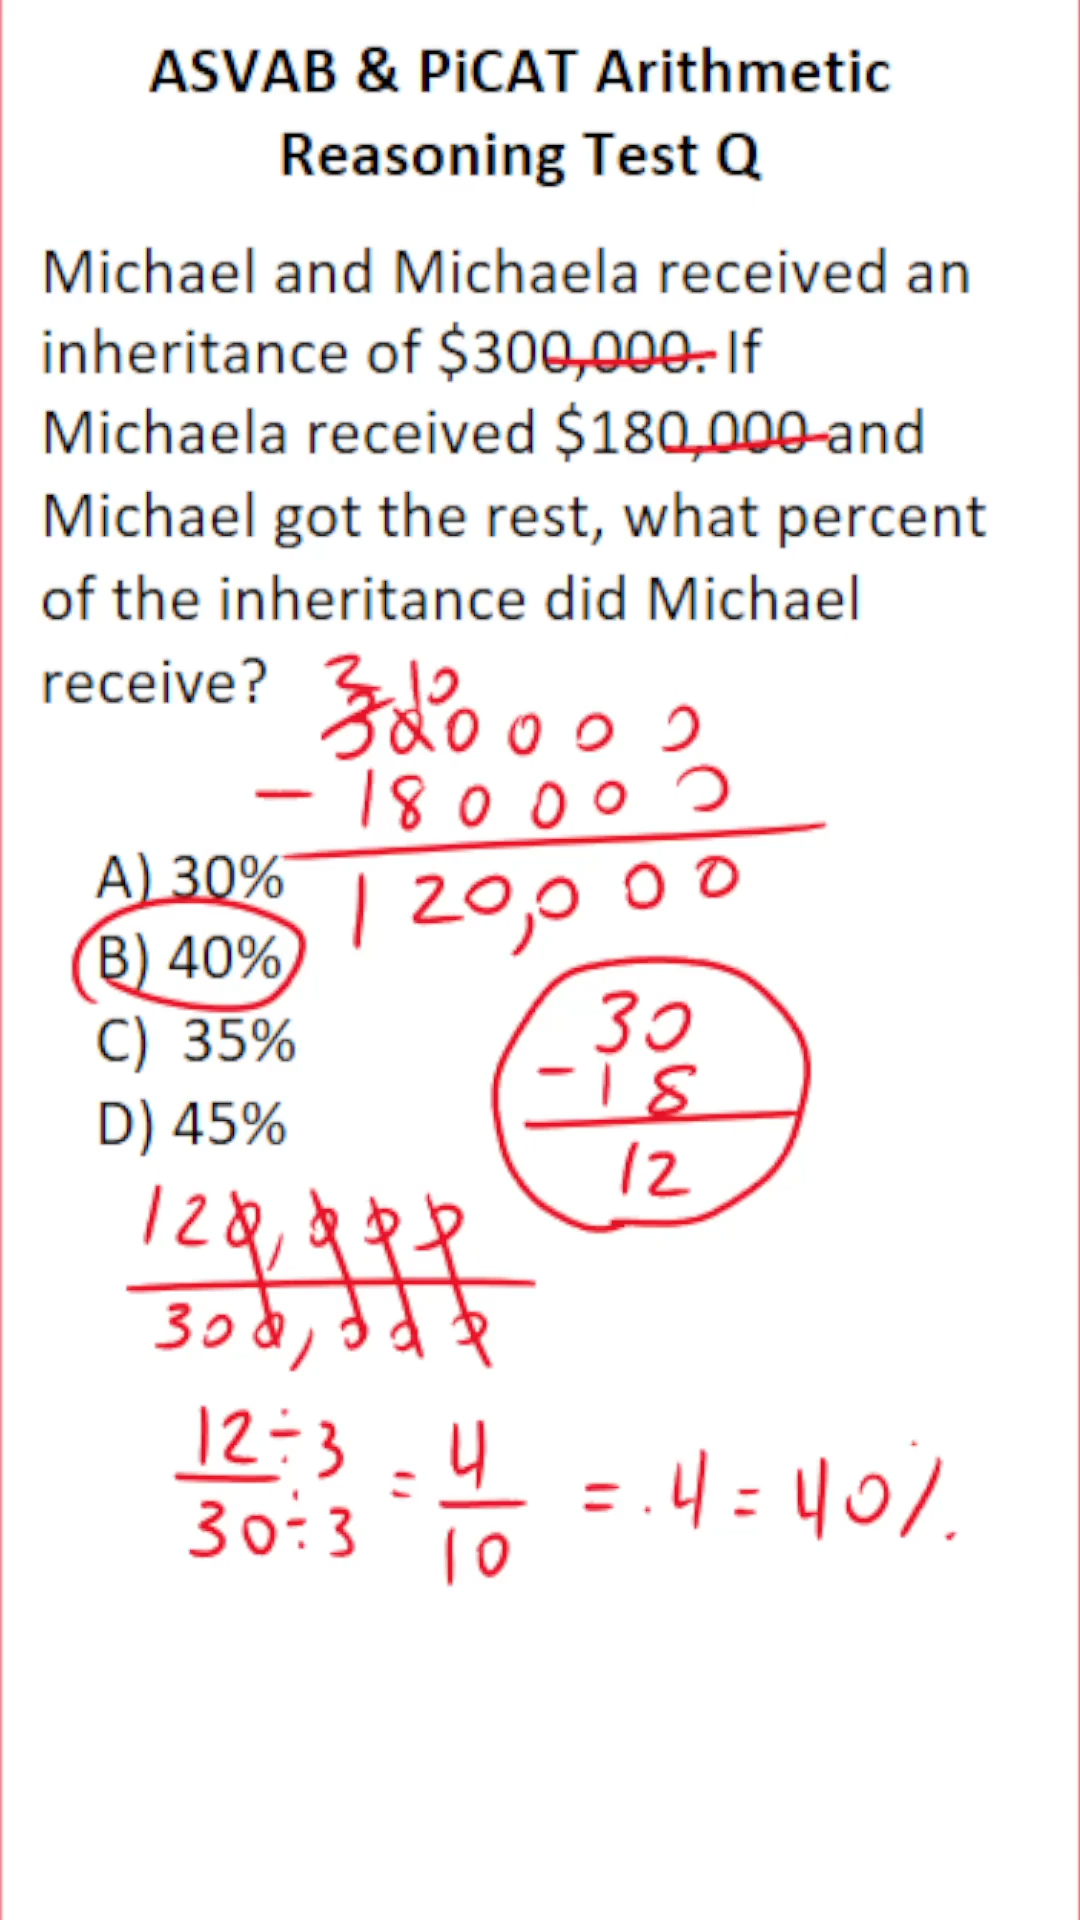 ASVAB & PiCAT Arithmetic
Reasoning Test Q
Michael and Michaela received an
inheritance of $300,000. If
Michaela received $180,000 and
Michael got the rest, what percent
of the inheritance did Michael
receive?
2 10
300000
- 180000
120,000
A) 30%
B) 40%
C) 35%
D) 45%
30
- 18
12
120,000
300,000
12÷3 = 4 = .4 = 40%.
30÷3 10